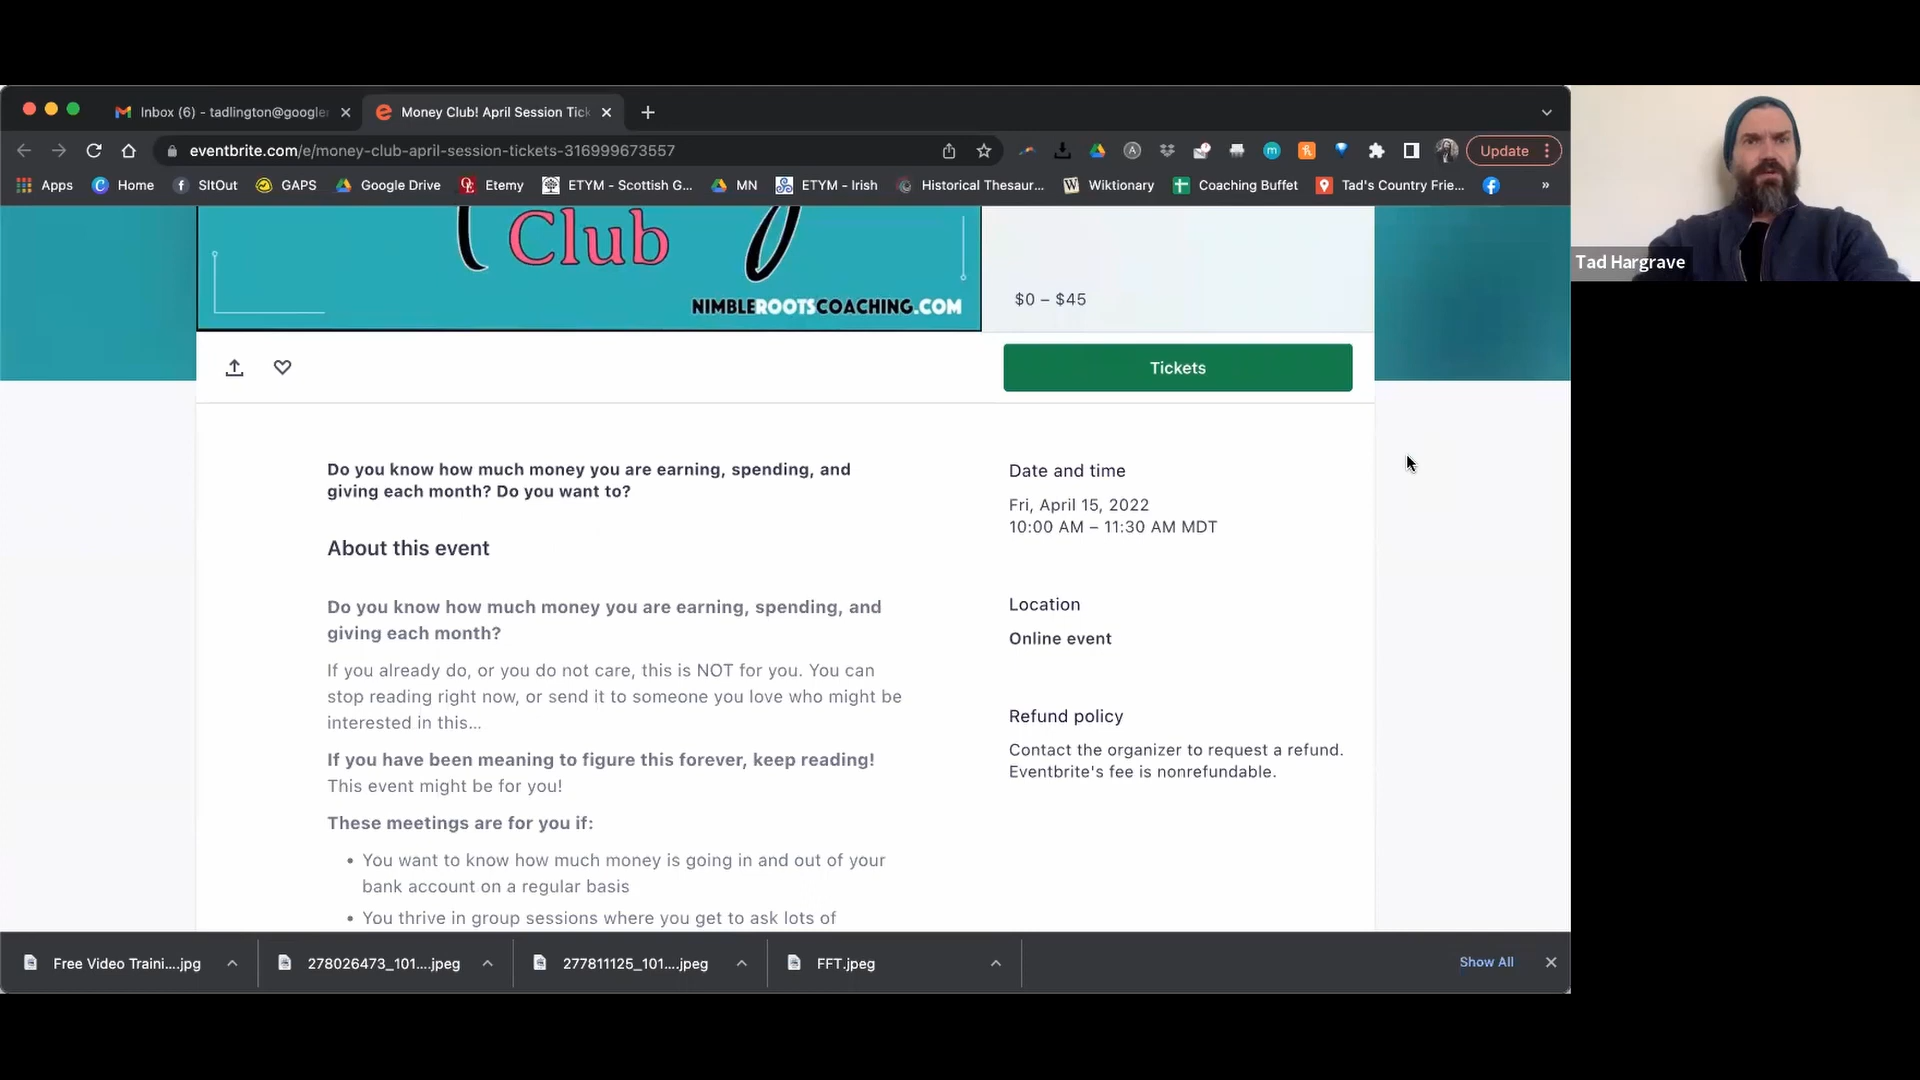 Inbox (6) - tadlington@google
Money Club! April Session Tick
eventbrite.com/e/money-club-april-session-tickets-316999673557
Update
Apps
Home
SItOut
GAPS
Google Drive
Etemy
ETYM - Scottish G...
MN
ETYM - Irish
Historical Thesaur...
Wiktionary
Coaching Buffet
Tad's Country Frie...
»
Tad Hargrave
Club
NIMBLEROOTSCOACHING.COM
$0 – $45
Tickets
Do you know how much money you are earning, spending, and
giving each month? Do you want to?
About this event
Do you know how much money you are earning, spending, and
giving each month?
If you already do, or you do not care, this is NOT for you. You can
stop reading right now, or send it to someone you love who might be
interested in this...
If you have been meaning to figure this forever, keep reading!
This event might be for you!
These meetings are for you if:
• You want to know how much money is going in and out of your
bank account on a regular basis
• You thrive in group sessions where you get to ask lots of
Date and time
Fri, April 15, 2022
10:00 AM – 11:30 AM MDT
Location
Online event
Refund policy
Contact the organizer to request a refund.
Eventbrite's fee is nonrefundable.
Free Video Traini....jpg
278026473_101....jpeg
277811125_101....jpeg
FFT.jpeg
Show All